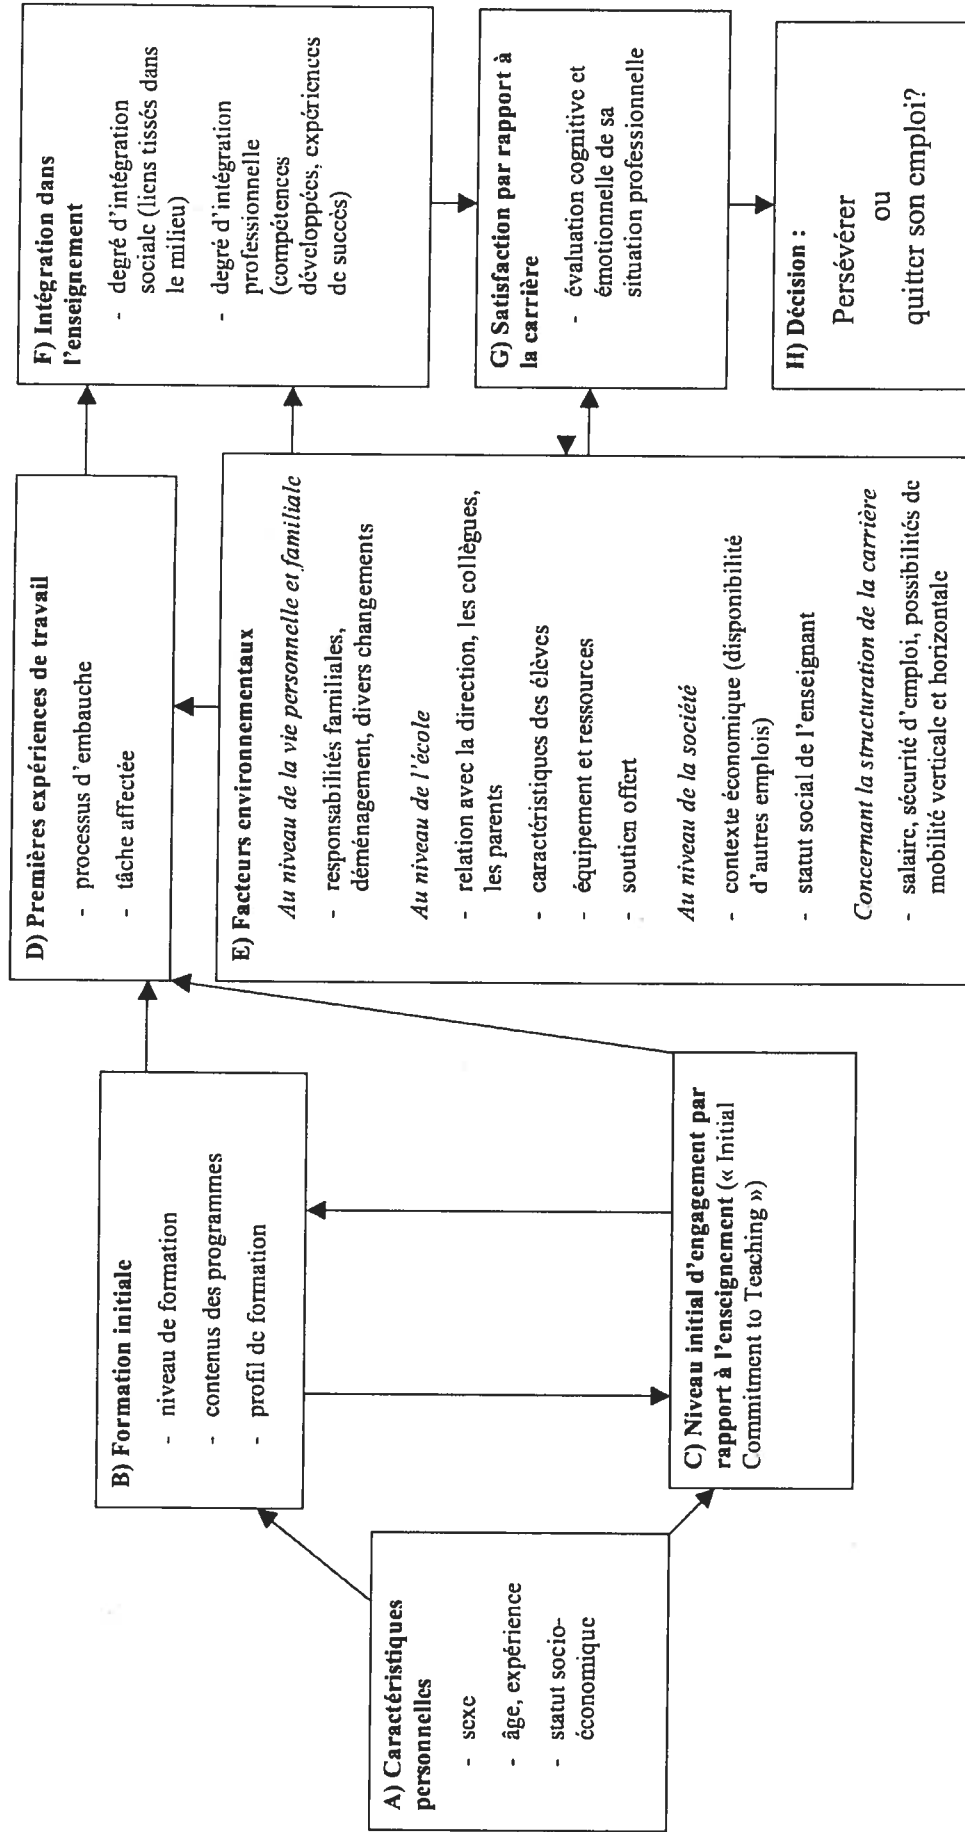 A) Caractéristiques
personnelles
- sexe
- âge, expérience
- statut socio-
économique
B) Formation initiale
- niveau de formation
- contenus des programmes
- profil de formation
C) Niveau initial d'engagement par
rapport à l'enseignement (« Initial
Commitment to Teaching »)
D) Premières expériences de travail
- processus d'embauche
- tâche affectée
E) Facteurs environnementaux
Au niveau de la vie personnelle et familiale
- responsabilités familiales,
déménagement, divers changements
Au niveau de l'école
- relation avec la direction, les collègues,
les parents
- caractéristiques des élèves
- équipement et ressources
- soutien offert
Au niveau de la société
- contexte économique (disponibilité
d'autres emplois)
- statut social de l'enseignant
Concernant la structuration de la carrière
- salaire, sécurité d'emploi, possibilités de
mobilité verticale et horizontale
F) Intégration dans
l'enseignement
- degré d'intégration
sociale (liens tissés dans
le milieu)
- degré d'intégration
professionnelle
(compétences
développées, expériences
de succès)
G) Satisfaction par rapport à
la carrière
- évaluation cognitive et
émotionnelle de sa
situation professionnelle
H) Décision :
Persévérer
ou
quitter son emploi?